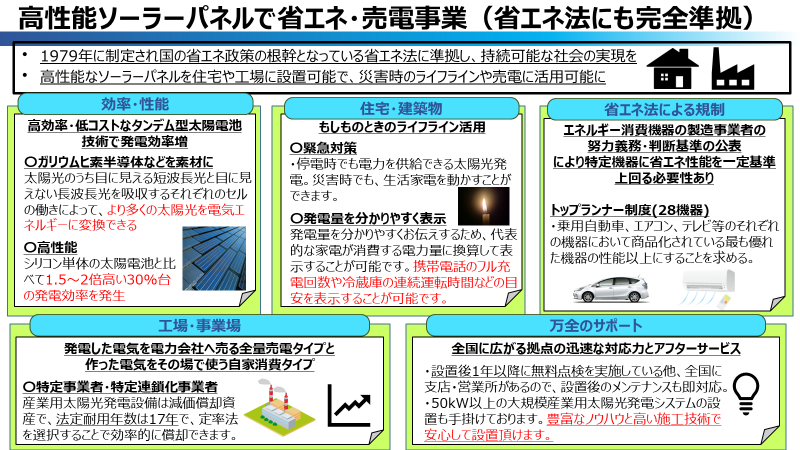 高性能ソーラーパネルで省エネ・売電事業（省エネ法にも完全準拠）
・ 1979年に制定され国の省エネ政策の根幹となっている省エネ法に準拠し、持続可能な社会の実現を
・ 高性能なソーラーパネルを住宅や工場に設置可能で、災害時のライフラインや売電に活用可能に
効率・性能
高効率・低コストなタンデム型太陽電池
技術で発電効率増
〇ガリウムヒ素半導体などを素材に
太陽光のうち目に見える短波長光と目に見
えない長波長光を吸収するそれぞれのセル
の働きによって、より多くの太陽光を電気エ
ネルギーに変換できる
〇高性能
シリコン単体の太陽電池と比
べて1.5～2倍高い30%台
の発電効率を発生
住宅・建築物
もしものときのライフライン活用
〇緊急対策
・停電時でも電力を供給できる太陽光発
電。災害時でも、生活家電を動かすことが
できます。
〇発電量を分かりやすく表示
発電量を分かりやすくお伝えするため、代表
的な家電が消費する電力量に換算して表
示することが可能です。携帯電話のフル充
電回数や冷蔵庫の連続運転時間などの目
安を表示することが可能です。
省エネ法による規制
エネルギー消費機器の製造事業者の
努力義務・判断基準の公表
により特定機器に省エネ性能を一定基準
上回る必要性あり
トップランナー制度(28機器)
・乗用自動車、エアコン、テレビ等のそれぞれ
の機器において商品化されている最も優れ
た機器の性能以上にすることを求める。
工場・事業場
発電した電気を電力会社へ売る全量売電タイプと
作った電気をその場で使う自家消費タイプ
〇特定事業者・特定連鎖化事業者
産業用太陽光発電設備は減価償却資
産で、法定耐用年数は17年で、定率法
を選択することで効率的に償却できます。
万全のサポート
全国に広がる拠点の迅速な対応力とアフターサービス
・設置後1年以降に無料点検を実施している他、全国に
支店・営業所があるので、設置後のメンテナンスも即対応。
・50kW以上の大規模産業用太陽光発電システムの設
置も手掛けております。豊富なノウハウと高い施工技術で
安心して設置頂けます。